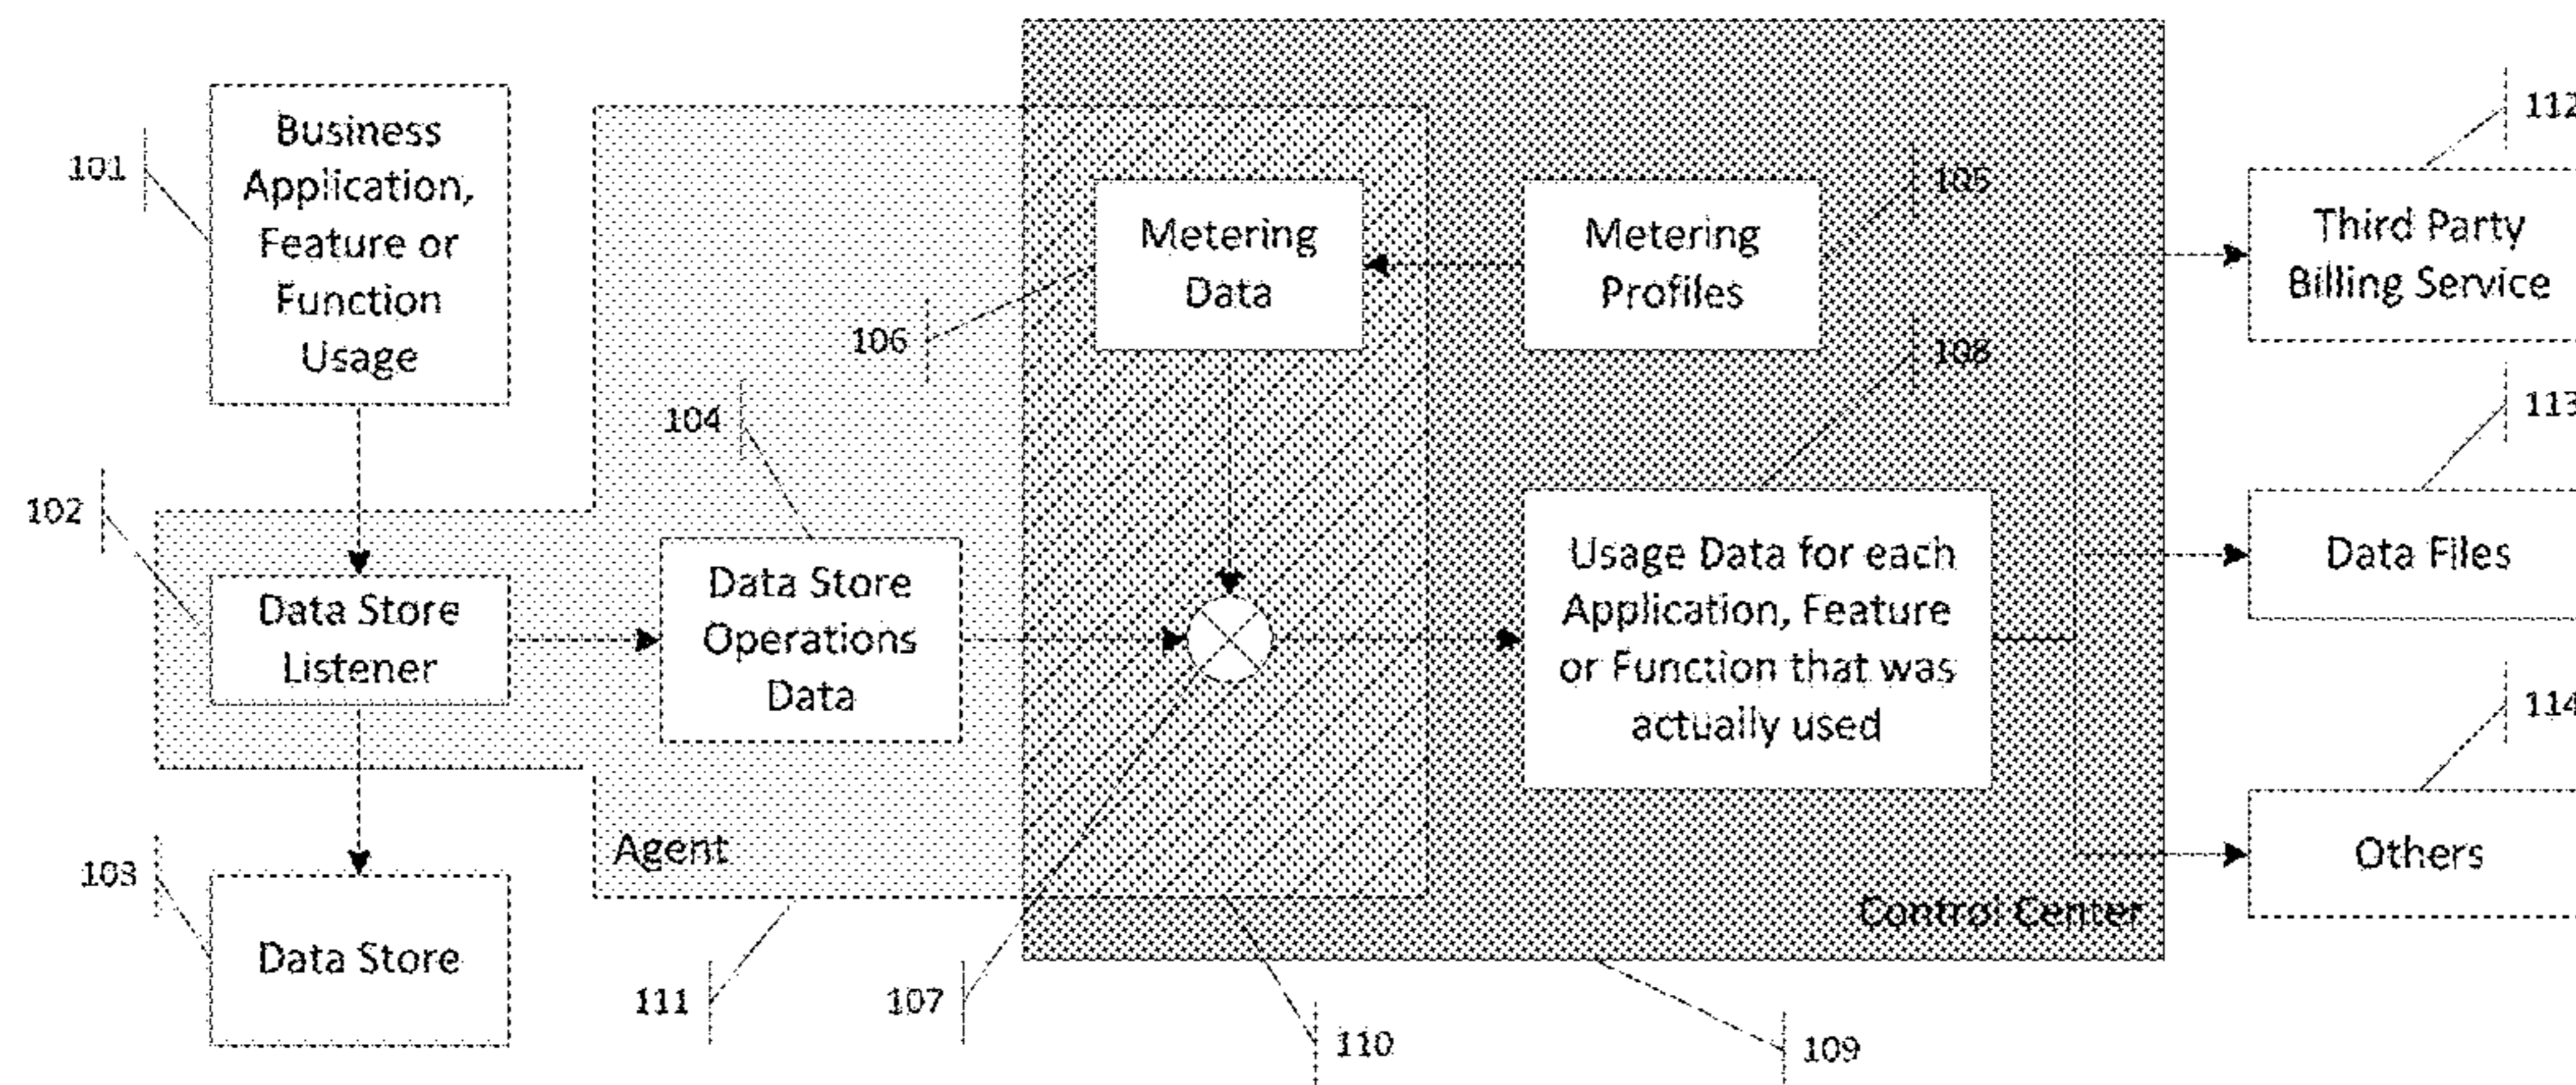 101
Business
Application,
Feature or
Function
Usage
102
Data Store
Listener
103
Data Store
104
Data Store
Operations
Data
Agent
111
106
Metering
Data
107
110
105
Metering
Profiles
108
Usage Data for each
Application, Feature
or Function that was
actually used
Control Center
109
112
Third Party
Billing Service
113
Data Files
114
Others